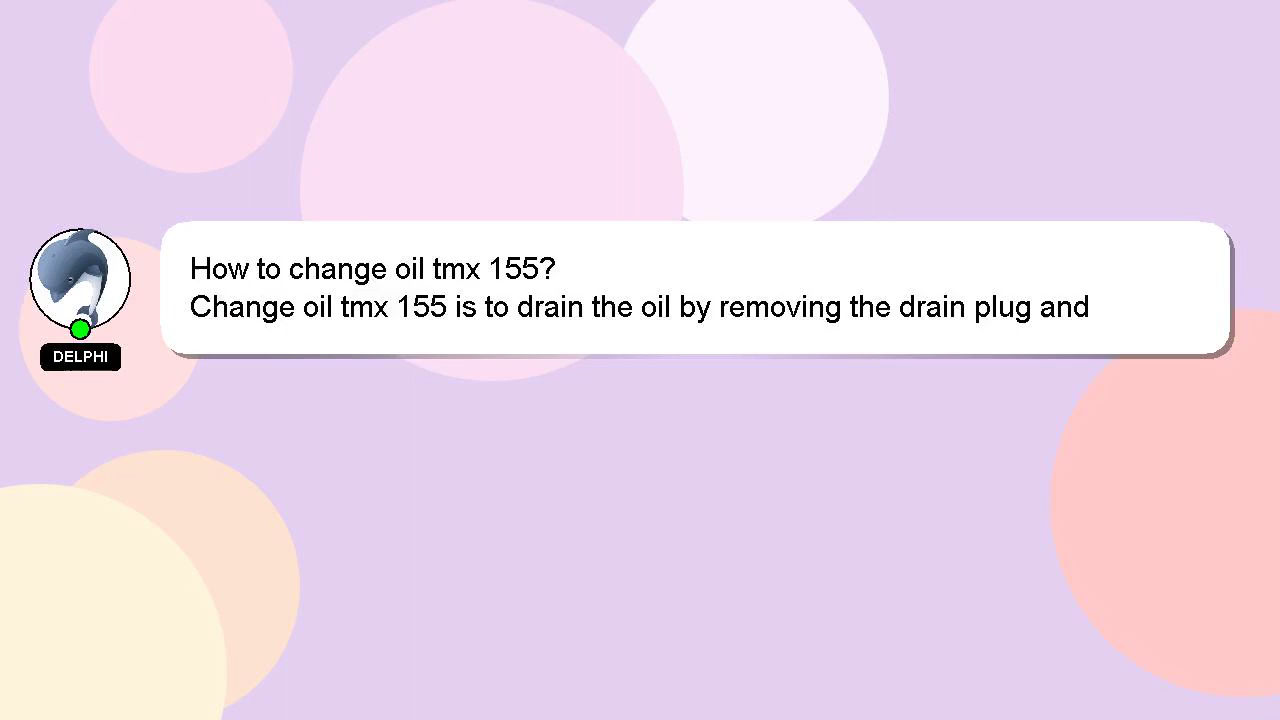 How to change oil tmx 155?
Change oil tmx 155 is to drain the oil by removing the drain plug and
DELPHI